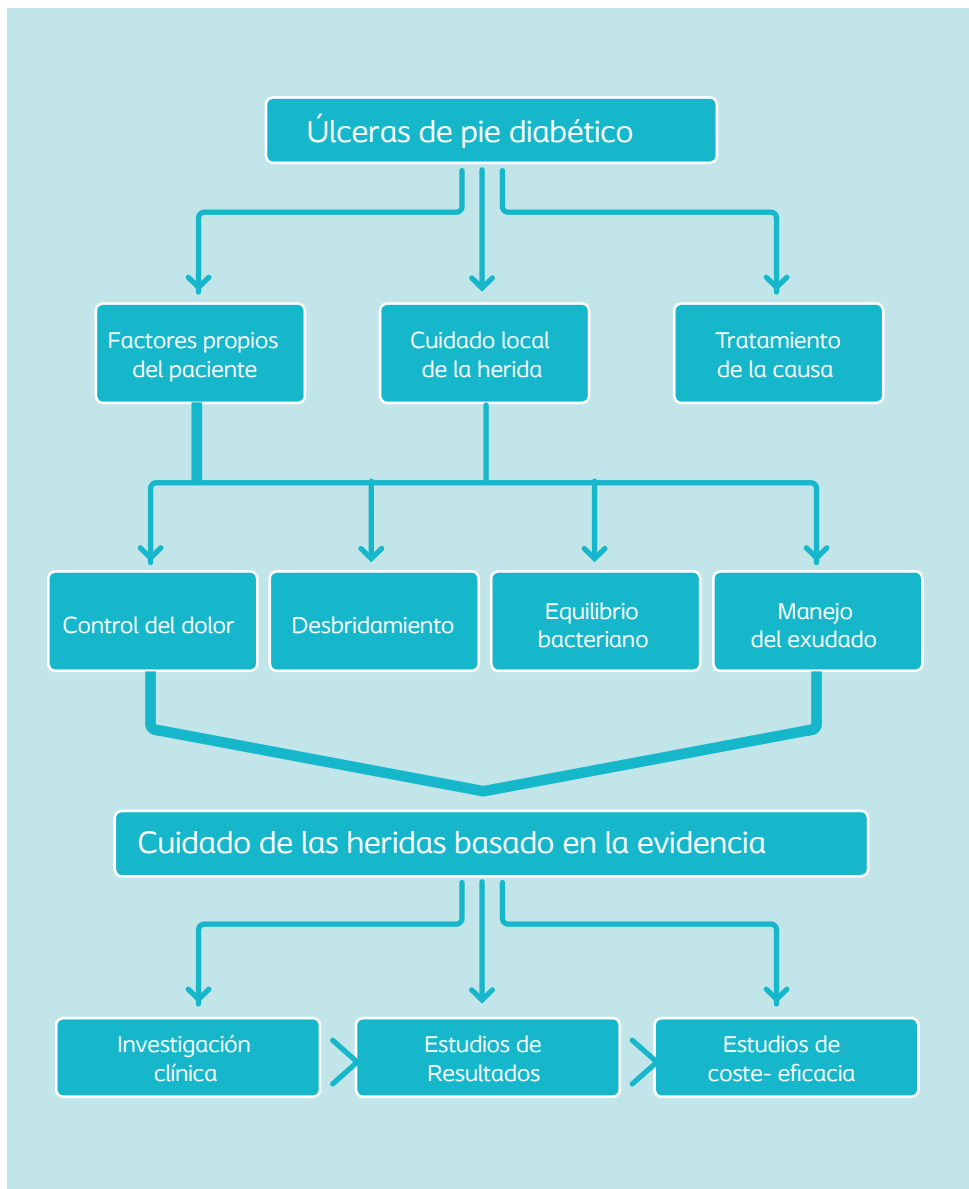 Úlceras de pie diabético
Factores propios
del paciente
Cuidado local
de la herida
Tratamiento
de la causa
Control del dolor
Desbridamiento
Equilibrio
bacteriano
Manejo
del exudado
Cuidado de las heridas basado en la evidencia
Investigación
clínica
Estudios de
Resultados
Estudios de
coste- eficacia